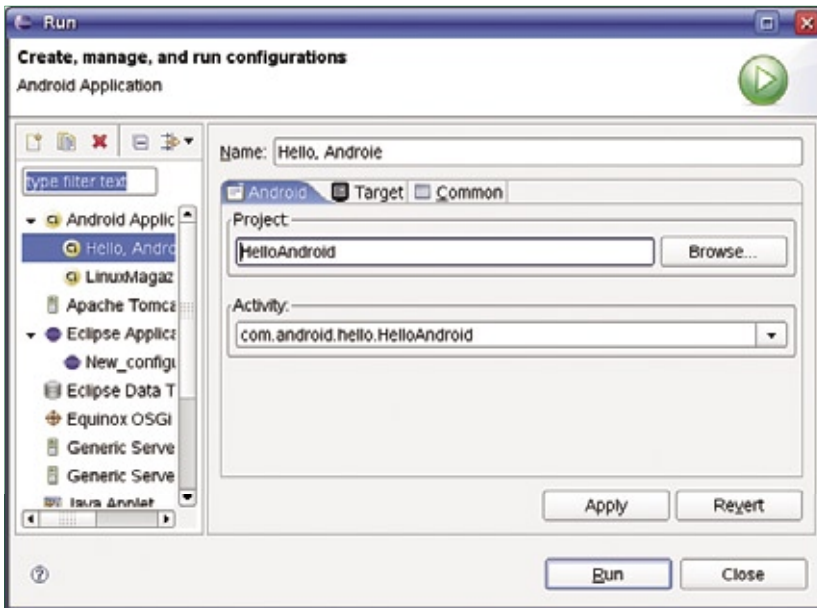 Run
Create, manage, and run configurations
Android Application
type filter text
Android Applic
Hello, Andro
LinuxMagaz
Apache Tomca
Eclipse Applica
New_configu
Eclipse Data T
Equinox OSGi
Generic Serve
Generic Serve
Java Applet
Name: Hello, Androie
Android Target Common
Project:
HelloAndroid Browse...
Activity:
com.android.hello.HelloAndroid
Apply Revert
Run Close